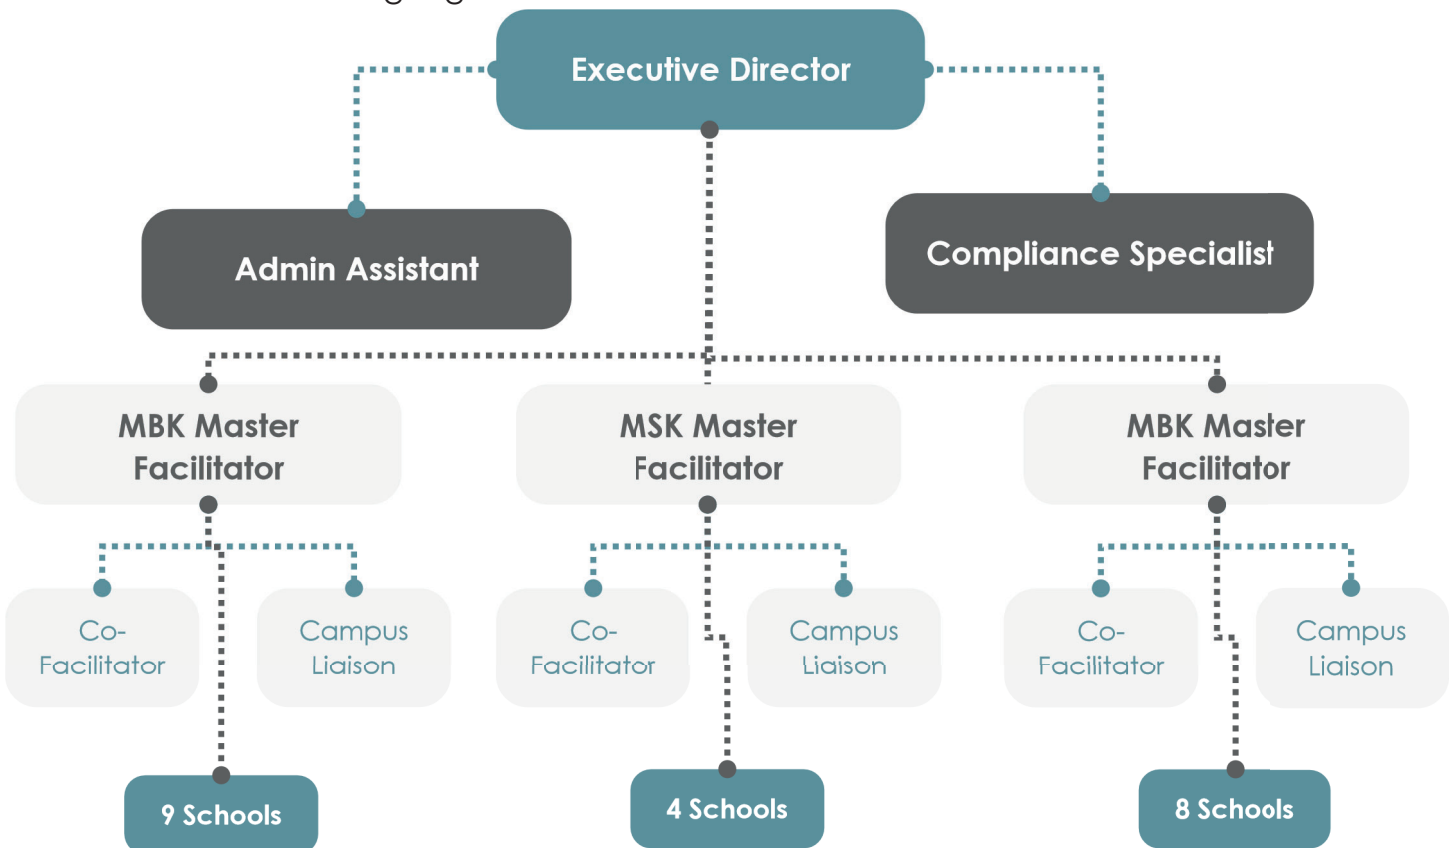 Executive Director
Admin Assistant
Compliance Specialist
MBK Master
Facilitator
MSK Master
Facilitator
MBK Master
Facilitator
Co-
Facilitator
Campus
Liaison
Co-
Facilitator
Campus
Liaison
Co-
Facilitator
Campus
Liaison
9 Schools
4 Schools
8 Schools